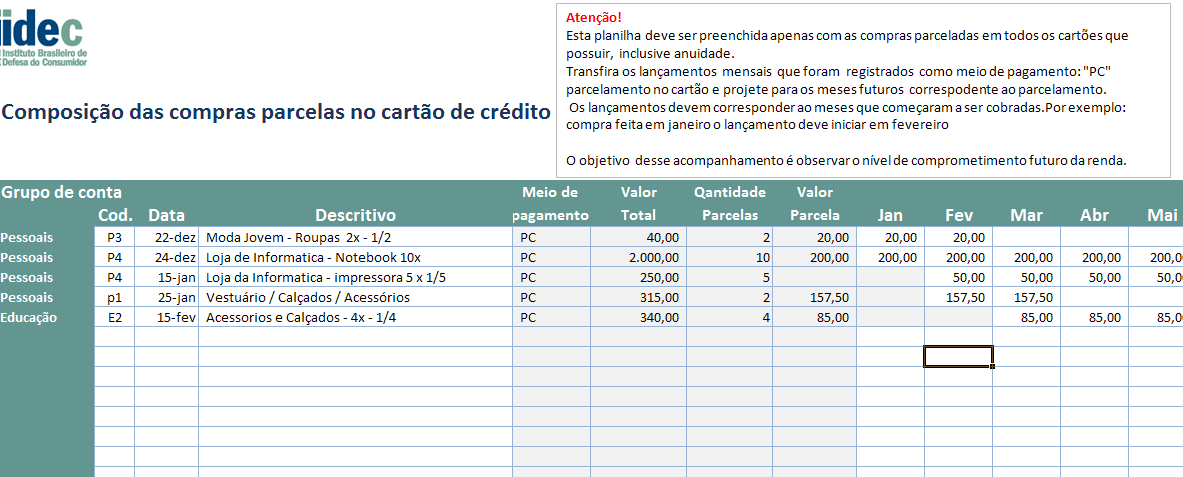 idec
Instituto Brasileiro de
Defesa do Consumidor
Composição das compras parcelas no cartão de crédito
Atenção!
Esta planilha deve ser preenchida apenas com as compras parceladas em todos os cartões que
possuir, inclusive anuidade.
Transfira os lançamentos mensais que foram registrados como meio de pagamento: "PC"
parcelamento no cartão e projete para os meses futuros correspodente ao parcelamento.
Os lançamentos devem corresponder ao meses que começaram a ser cobradas.Por exemplo:
compra feita em janeiro o lançamento deve iniciar em fevereiro
O objetivo desse acompanhamento é observar o nível de comprometimento futuro da renda.
Grupo de conta Meio de Valor Qantidade Valor
Cod. Data Descritivo pagamento Total Parcelas Parcela Jan Fev Mar Abr Mai
Pessoais P3 22-dez Moda Jovem - Roupas 2x - 1/2 PC 40,00 2 20,00 20,00 20,00
Pessoais P4 24-dez Loja de Informatica - Notebook 10x PC 2.000,00 10 200,00 200,00 200,00 200,00 200,00 200,0
Pessoais P4 15-jan Loja da Informatica - impressora 5 x 1/5 PC 250,00 5 50,00 50,00 50,00 50,0
Pessoais p1 25-jan Vestuário / Calçados / Acessórios PC 315,00 2 157,50 157,50 157,50
Educação E2 15-fev Acessorios e Calçados - 4x - 1/4 PC 340,00 4 85,00 85,00 85,00 85,0